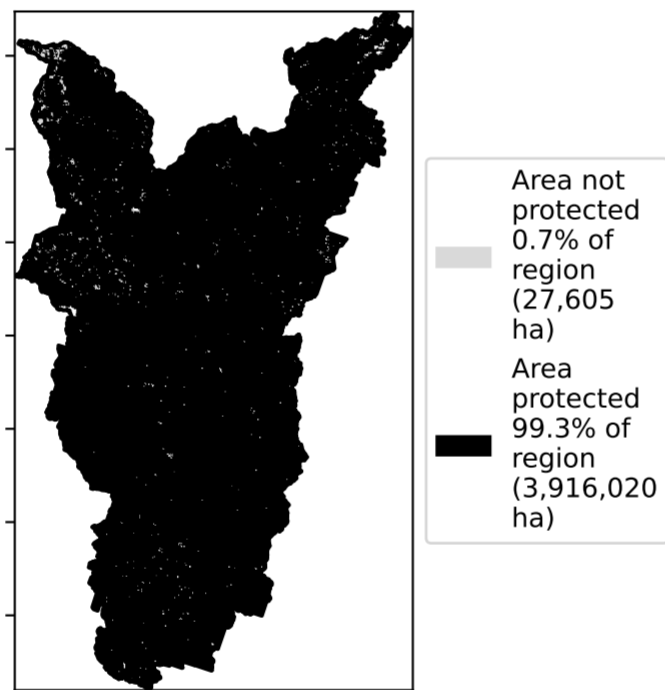 Area not
protected
0.7% of
region
(27,605
ha)
Area
protected
99.3% of
region
(3,916,020
ha)